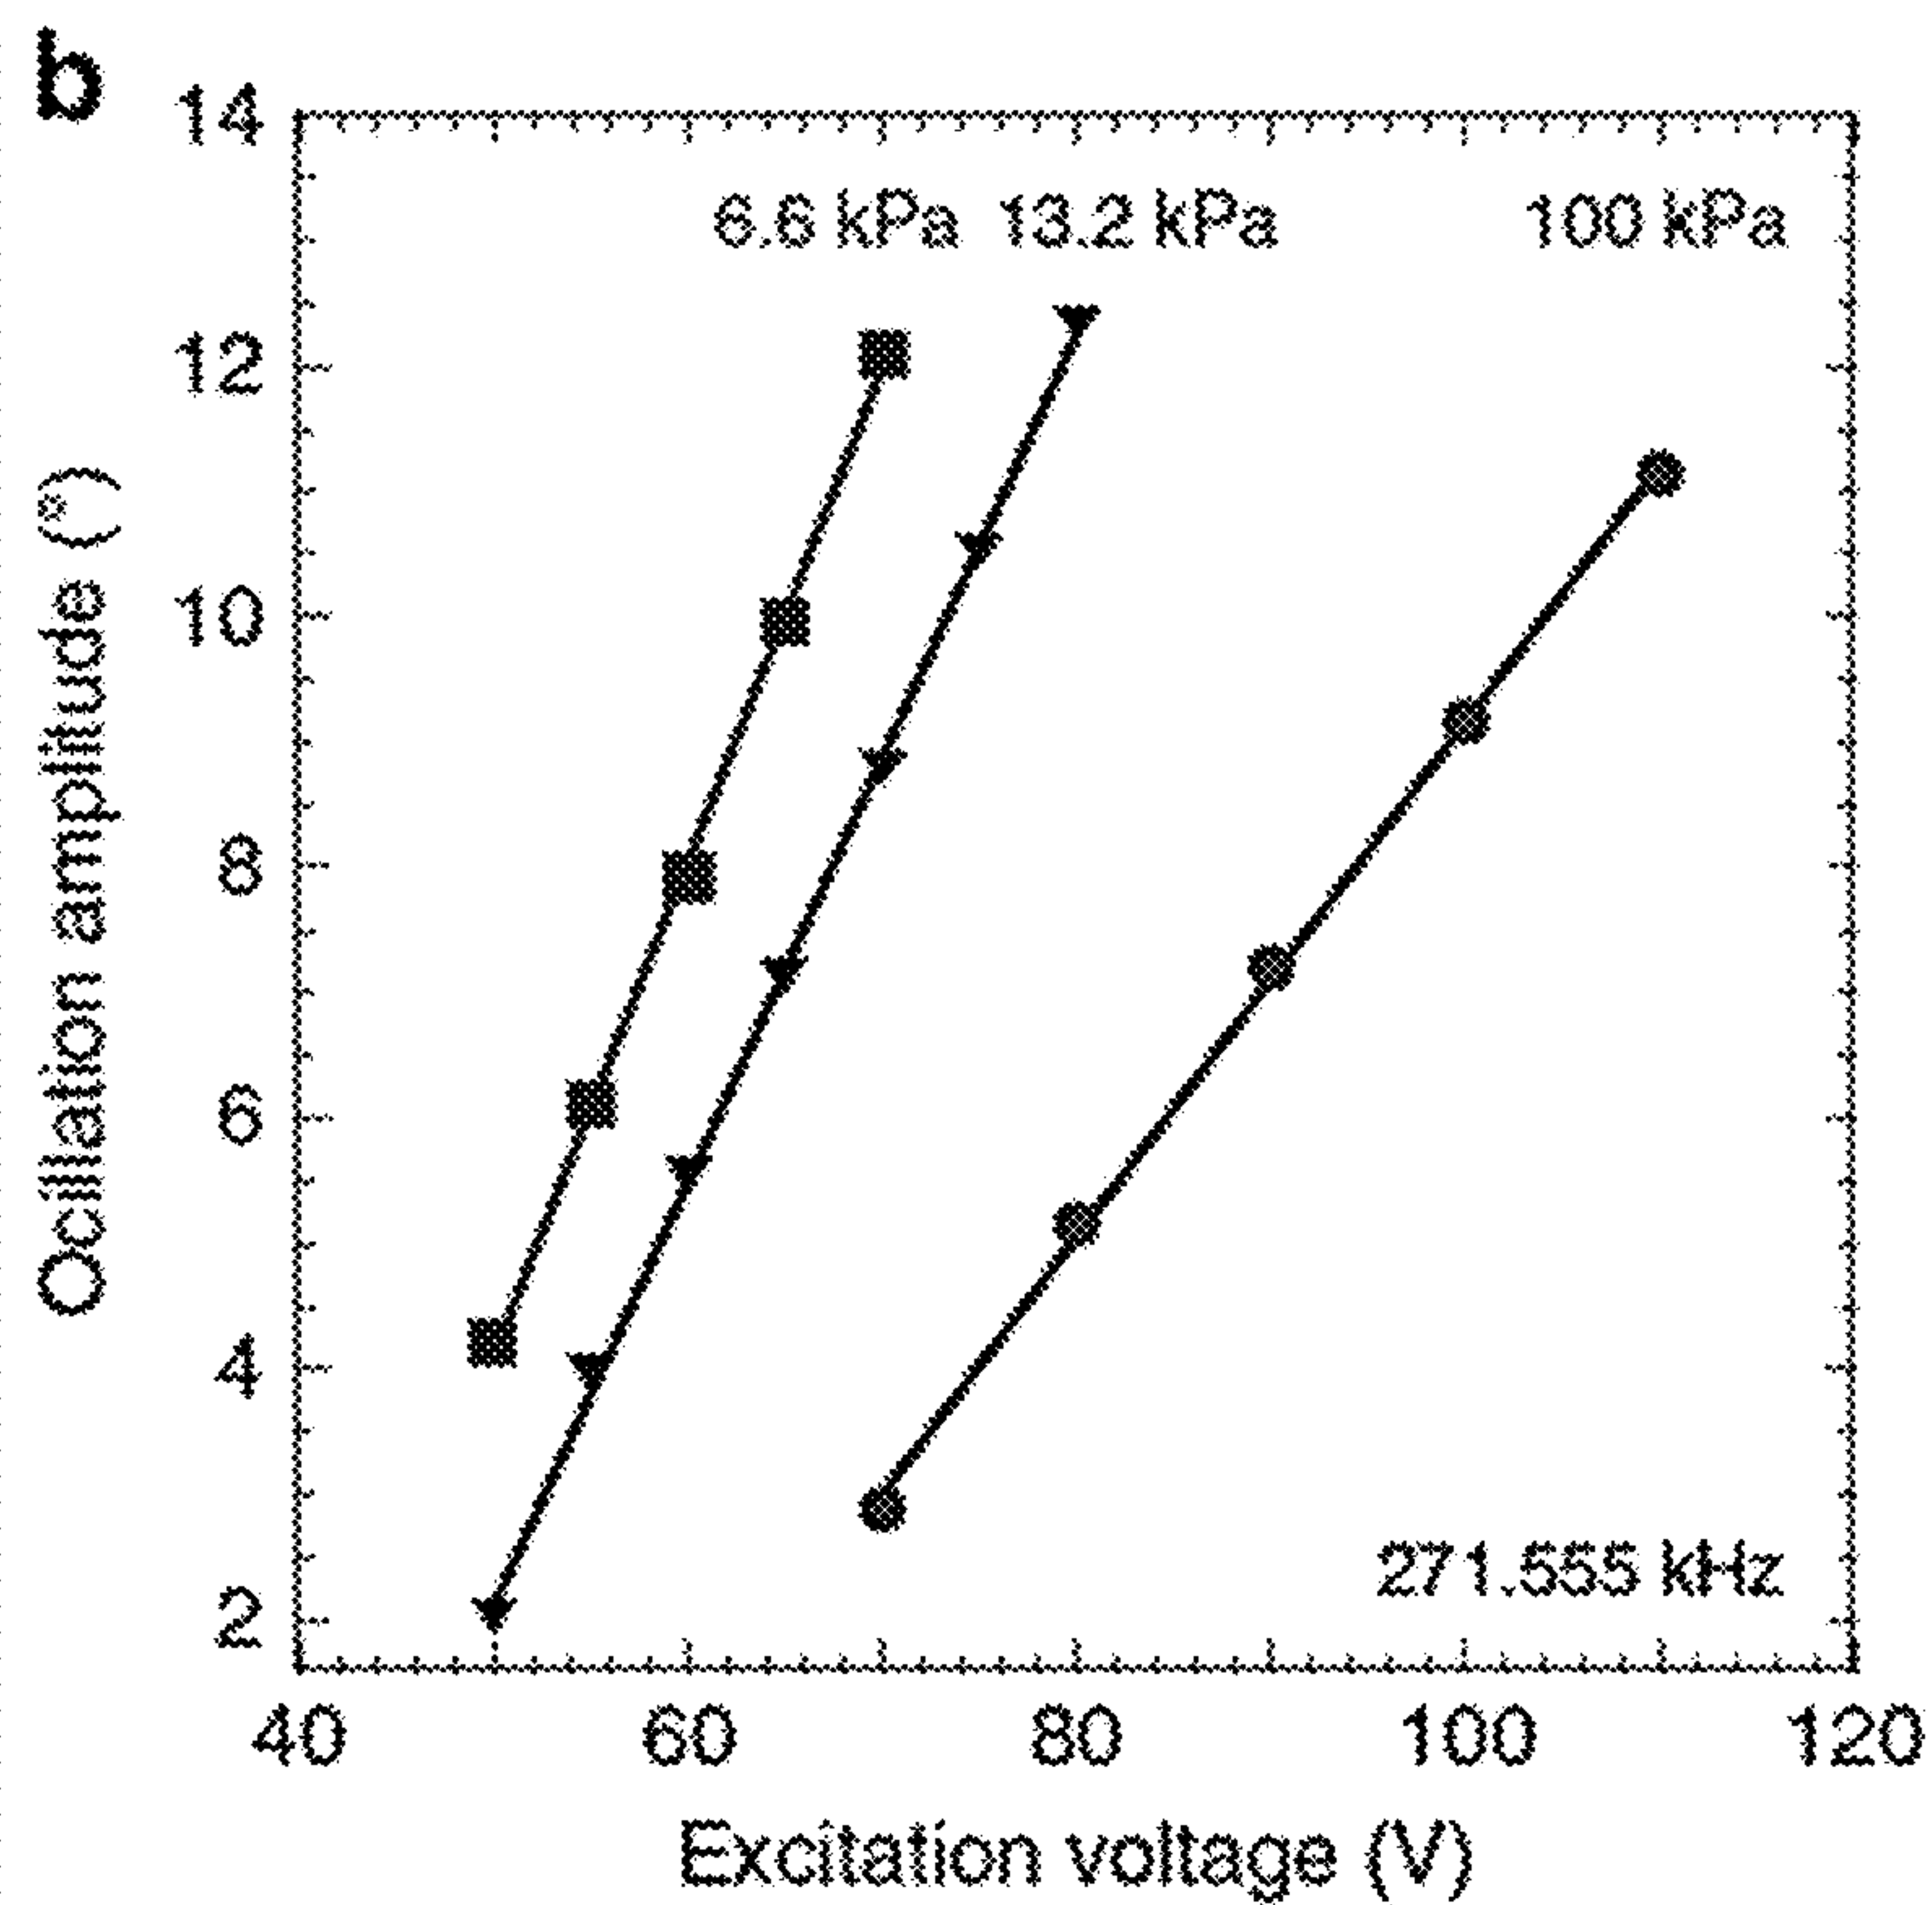 b
14
12
10
8
6
4
2
Ocillation amplitude (°)
6.6 kPa 13.2 kPa 100 kPa
271.555 kHz
40 60 80 100 120
Excitation voltage (V)